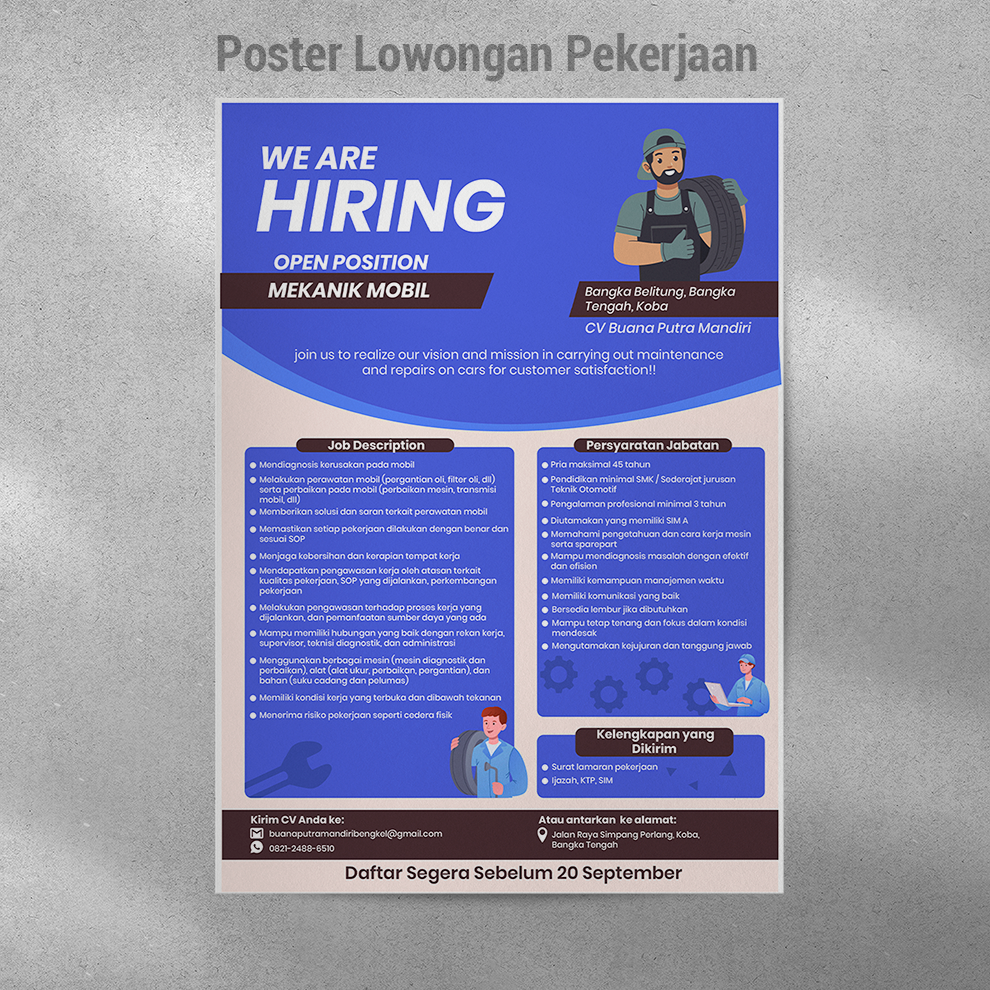 Poster Lowongan Pekerjaan
WE ARE
HIRING
OPEN POSITION
MEKANIK MOBIL
Bangka Belitung, Bangka
Tengah, Koba
CV Buana Putra Mandiri
join us to realize our vision and mission in carrying out maintenance
and repairs on cars for customer satisfaction!!
Job Description
Mendiagnosis kerusakan pada mobil
Melakukan perawatan mobil (pergantian oli, filter oli, dll)
serta perbaikan pada mobil (perbaikan mesin, transmisi
mobil, dll)
Memberikan solusi dan saran terkait perawatan mobil
Memastikan setiap pekerjaan dilakukan dengan benar dan
sesuai SOP
Menjaga kebersihan dan kerapian tempat kerja
Mendapatkan pengawasan kerja oleh atasan terkait
kualitas pekerjaan, SOP yang dijalankan, perkembangan
pekerjaan
Melakukan pengawasan terhadap proses kerja yang
dijalankan, dan pemanfaatan sumber daya yang ada
Mampu memiliki hubungan yang baik dengan rekan kerja,
supervisor, teknisi diagnostik, dan administrasi
Menggunakan berbagai mesin (mesin diagnostik dan
perbaikan), alat (alat ukur, perbaikan, pergantian), dan
bahan (suku cadang dan pelumas)
Memiliki kondisi kerja yang terbuka dan dibawah tekanan
Menerima risiko pekerjaan seperti cedera fisik
Persyaratan Jabatan
Pria maksimal 45 tahun
Pendidikan minimal SMK / Sederajat jurusan
Teknik Otomotif
Pengalaman profesional minimal 3 tahun
Diutamakan yang memiliki SIM A
Memahami pengetahuan dan cara kerja mesin
serta sparepart
Mampu mendiagnosis masalah dengan efektif
dan efisien
Memiliki kemampuan manajemen waktu
Memiliki komunikasi yang baik
Bersedia lembur jika dibutuhkan
Mampu tetap tenang dan fokus dalam kondisi
mendesak
Mengutamakan kejujuran dan tanggung jawab
Kelengkapan yang
Dikirim
Surat lamaran pekerjaan
Ijazah, KTP, SIM
Kirim CV Anda ke:
buanaputramandiribengkel@gmail.com
0821-2488-6510
Atau antarkan ke alamat:
Jalan Raya Simpang Perlang, Koba,
Bangka Tengah
Daftar Segera Sebelum 20 September